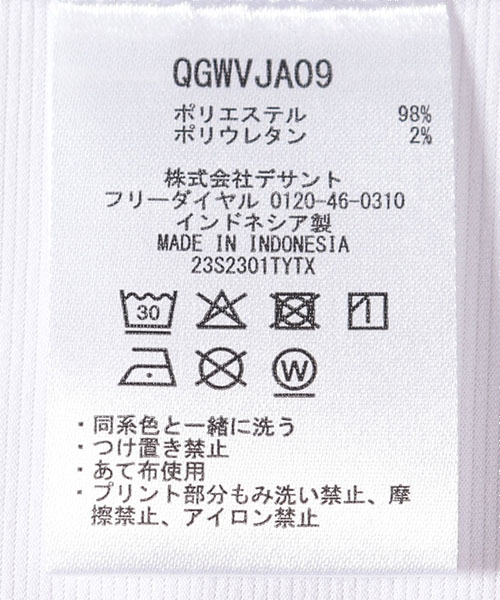 QGWVJA09
ポリエステル 98%
ポリウレタン 2%
株式会社デサント
フリーダイヤル 0120-46-0310
インドネシア製
MADE IN INDONESIA
23S2301TYTX
30
W
・同系色と一緒に洗う
・つけ置き禁止
・あて布使用
・プリント部分もみ洗い禁止、摩
擦禁止、アイロン禁止